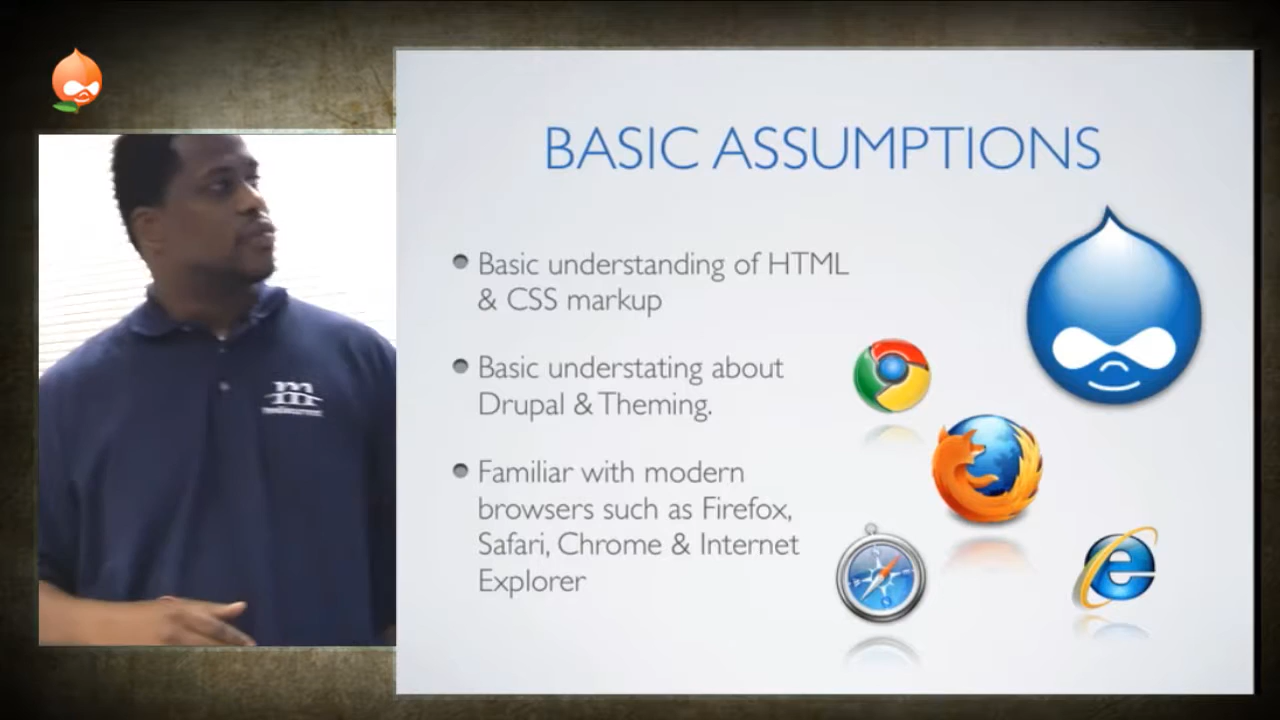 BASIC ASSUMPTIONS
Basic understanding of HTML
& CSS markup
Basic understating about
Drupal & Theming.
Familiar with modern
browsers such as Firefox,
Safari, Chrome & Internet
Explorer
m
mediacurrent